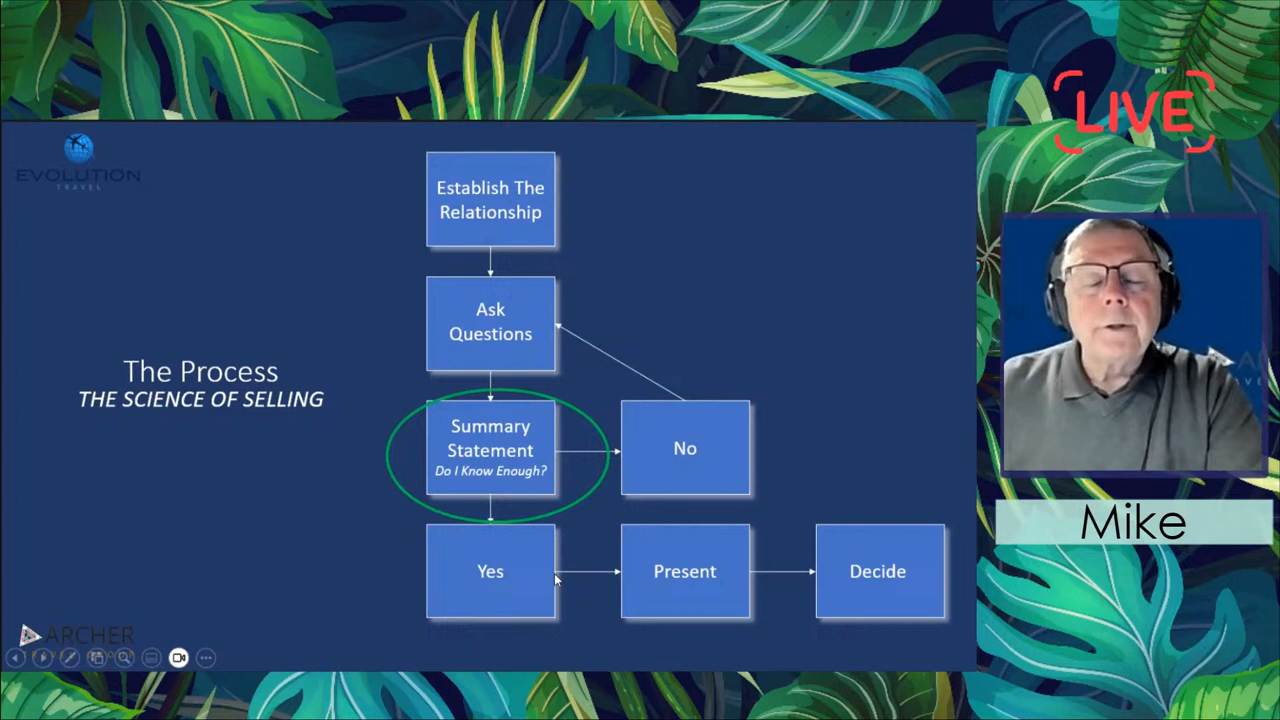 LIVE
EVOLUTION
TRAVEL
Establish The
Relationship
Ask
Questions
The Process
THE SCIENCE OF SELLING
Summary
Statement
Do I Know Enough?
No
Yes
Present
Decide
Mike
ARCHER